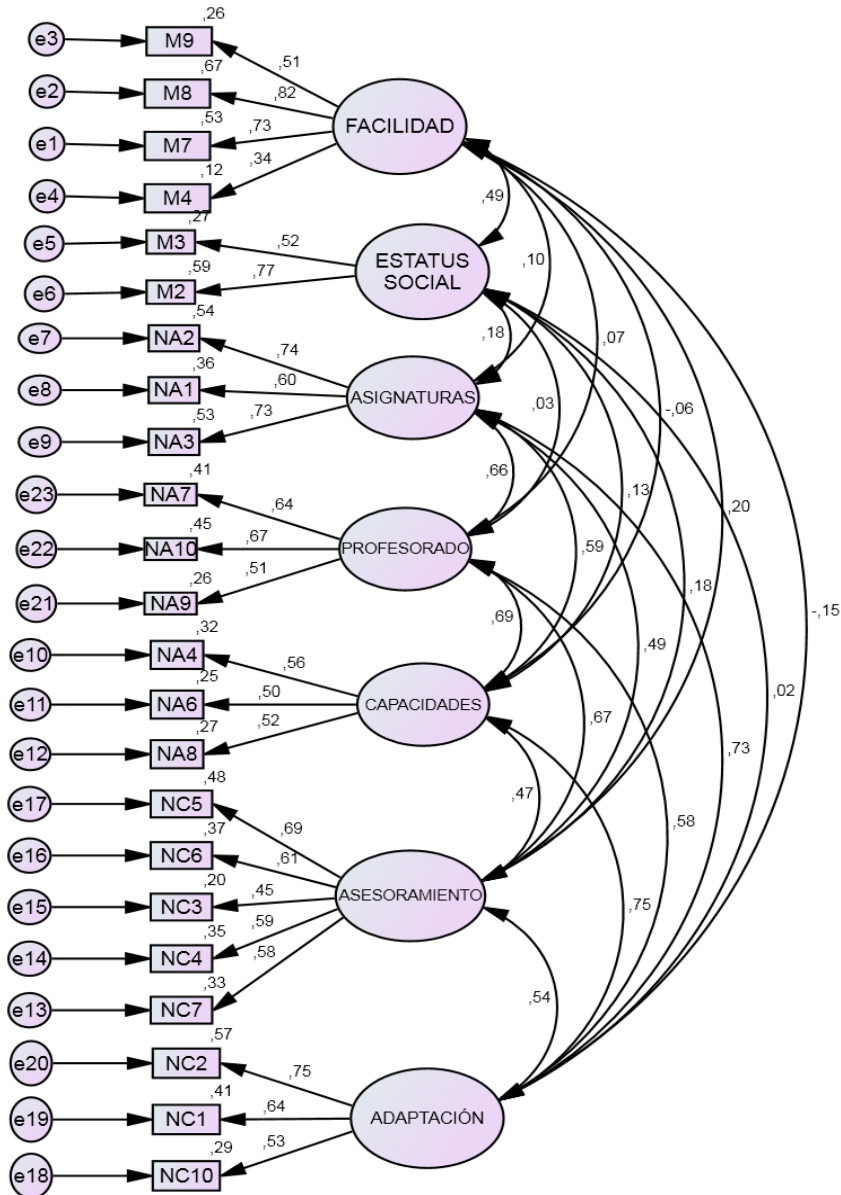 ,26
e3
M9
,51
,67
e2
M8
,82
FACILIDAD
,53
e1
M7
,73
,12
e4
M4
,34
,27
e5
M3
,52
,49
ESTATUS
SOCIAL
,10
,59
e6
M2
,77
,54
e7
NA2
,74
,18
,07
,36
e8
NA1
,60
ASIGNATURAS
,03
-,06
,53
e9
NA3
,73
,41
e23
NA7
,64
,66
,13
,20
,45
e22
NA10
,67
PROFESORADO
,59
,26
e21
NA9
,51
,18
-,15
,32
e10
NA4
,56
,69
,49
,25
e11
NA6
,50
CAPACIDADES
,02
,27
e12
NA8
,52
,67
,73
,48
e17
NC5
,69
,47
,58
,37
e16
NC6
,61
,20
e15
NC3
,45
ASESORAMIENTO
,75
,35
e14
NC4
,59
,33
e13
NC7
,58
,54
,57
e20
NC2
,75
,41
e19
NC1
,64
ADAPTACIÓN
,29
e18
NC10
,53